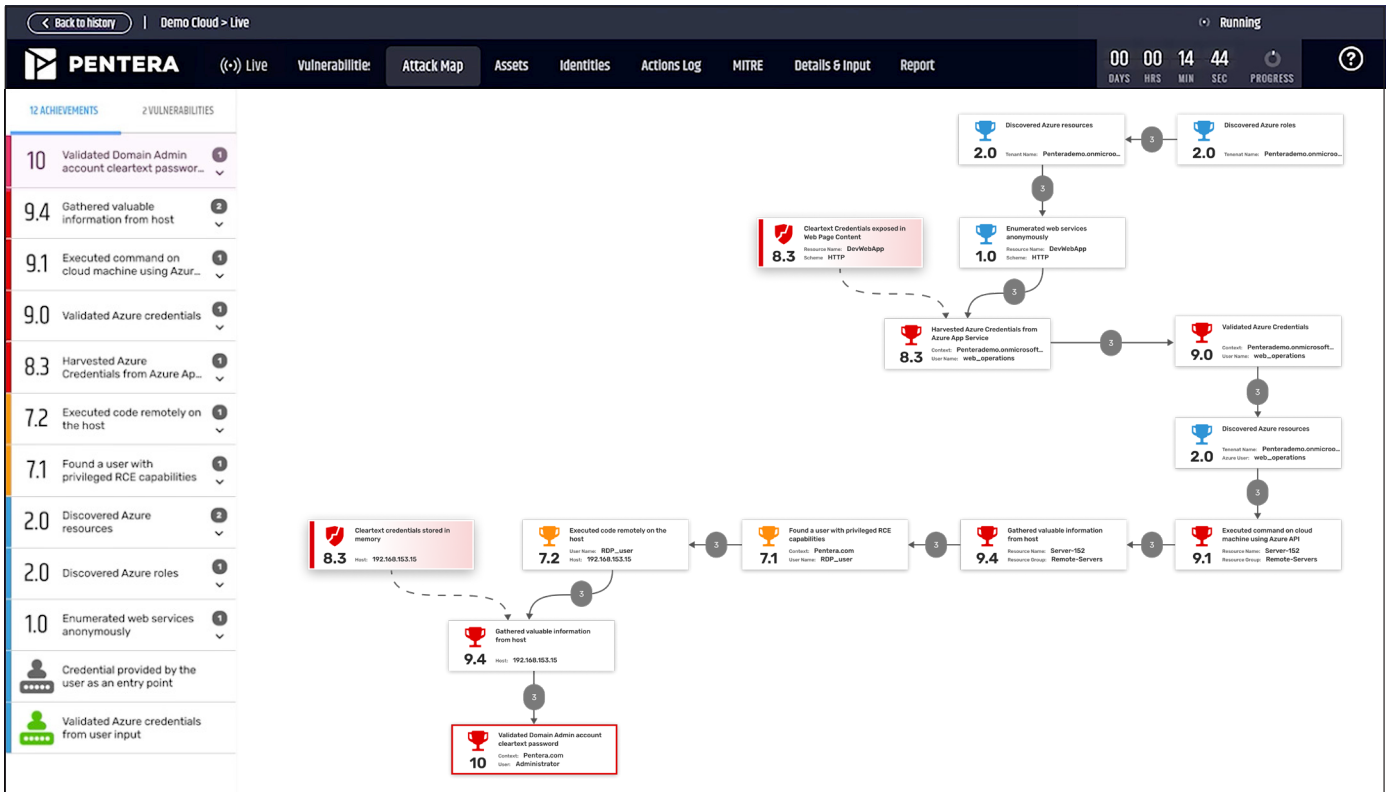 Back to history | Demo Cloud > Live
Running
PENTERA
Live
Vulnerabilitie:
Attack Map
Assets
Identities
Actions Log
MITRE
Details & Input
Report
00 00 14 44
DAYS HRS MIN SEC PROGRESS
?
12 ACHIEVEMENTS
2 VULNERABILITIES
10 Validated Domain Admin 1
account cleartext passwor...
9.4 Gathered valuable 2
information from host
9.1 Executed command on 1
cloud machine using Azur...
9.0 Validated Azure credentials 1
8.3 Harvested Azure 1
Credentials from Azure Ap...
7.2 Executed code remotely on 1
the host
7.1 Found a user with 1
privileged RCE capabilities
2.0 Discovered Azure 2
resources
2.0 Discovered Azure roles 1
1.0 Enumerated web services 1
anonymously
Credential provided by the
user as an entry point
Validated Azure credentials
from user input
Discovered Azure resources
2.0 Tenant Name: Penterademo.onmicroo...
3
Discovered Azure roles
2.0 Tenenat Name: Penterademo.onmicroo...
3
Cleartext Credentials exposed in
Web Page Content
Resource Name: DevWebApp
8.3 Scheme HTTP
Enumerated web services
anonymously
Resource Name: DevWebApp
1.0 Scheme: HTTP
3
Harvested Azure Credentials from
Azure App Service
Context: Penterademo.onmicrosoft...
8.3 User Name: web_operations
3
Validated Azure Credentials
Context: Penterademo.onmicrosoft...
9.0 User Name: web_operations
3
Discovered Azure resources
Tenenat Name: Penterademo.onmicroo...
2.0 Azure User: web_operations
3
Cleartext credentials stored in
memory
8.3 Host: 192.168.153.15
Executed code remotely on the
host
User Name: RDP_user
7.2 Host: 192.168.153.15
3
Found a user with privileged RCE
capabilities
Context: Pentera.com
7.1 User Name: RDP_user
3
Gathered valuable information
from host
Resource Name: Server-152
9.4 Resource Group: Remote-Servers
3
Executed command on cloud
machine using Azure API
Resource Name: Server-152
9.1 Resource Group: Remote-Servers
3
Gathered valuable information
from host
9.4 Host: 192.168.153.15
3
Validated Domain Admin account
cleartext password
Context: Pentera.com
10 User: Administrator